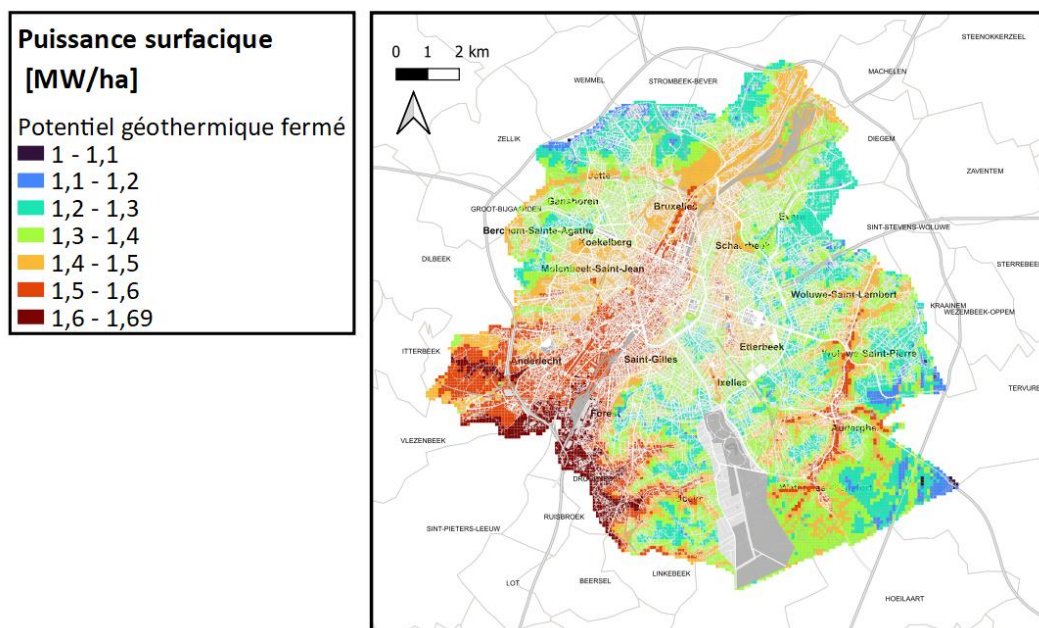 Puissance surfacique
[MW/ha]
Potentiel géothermique fermé
1 - 1,1
1,1 - 1,2
1,2 - 1,3
1,3 - 1,4
1,4 - 1,5
1,5 - 1,6
1,6 - 1,69
0 1 2 km
STEENOKKERZEEL
WEMMEL
STROMBEEK-BEVER
MACHELEN
ZELLIK
DIEGEM
ZAVENTEM
Jette
Ganshoren
GROOT-BIJGAARDEN
Bruxelles
Berchem-Sainte-Agathe
Evere
SINT-STEVENS-WOLUWE
Koekelberg
Schaerbeek
DILBEEK
STERREBEEK
Molenbeek-Saint-Jean
Woluwe-Saint-Lambert
KRAAINEM
WEZEMBEEK-OPPEM
ITTERBEEK
Anderlecht
Saint-Gilles
Etterbeek
Woluwe-Saint-Pierre
Ixelles
TERVURE
Forest
VLEZENBEEK
Auderghem
DROGENBOS
Uccle
RUISBROEK
SINT-PIETERS-LEEUW
LOT
BEERSEL
LINKEBEEK
HOEILAART